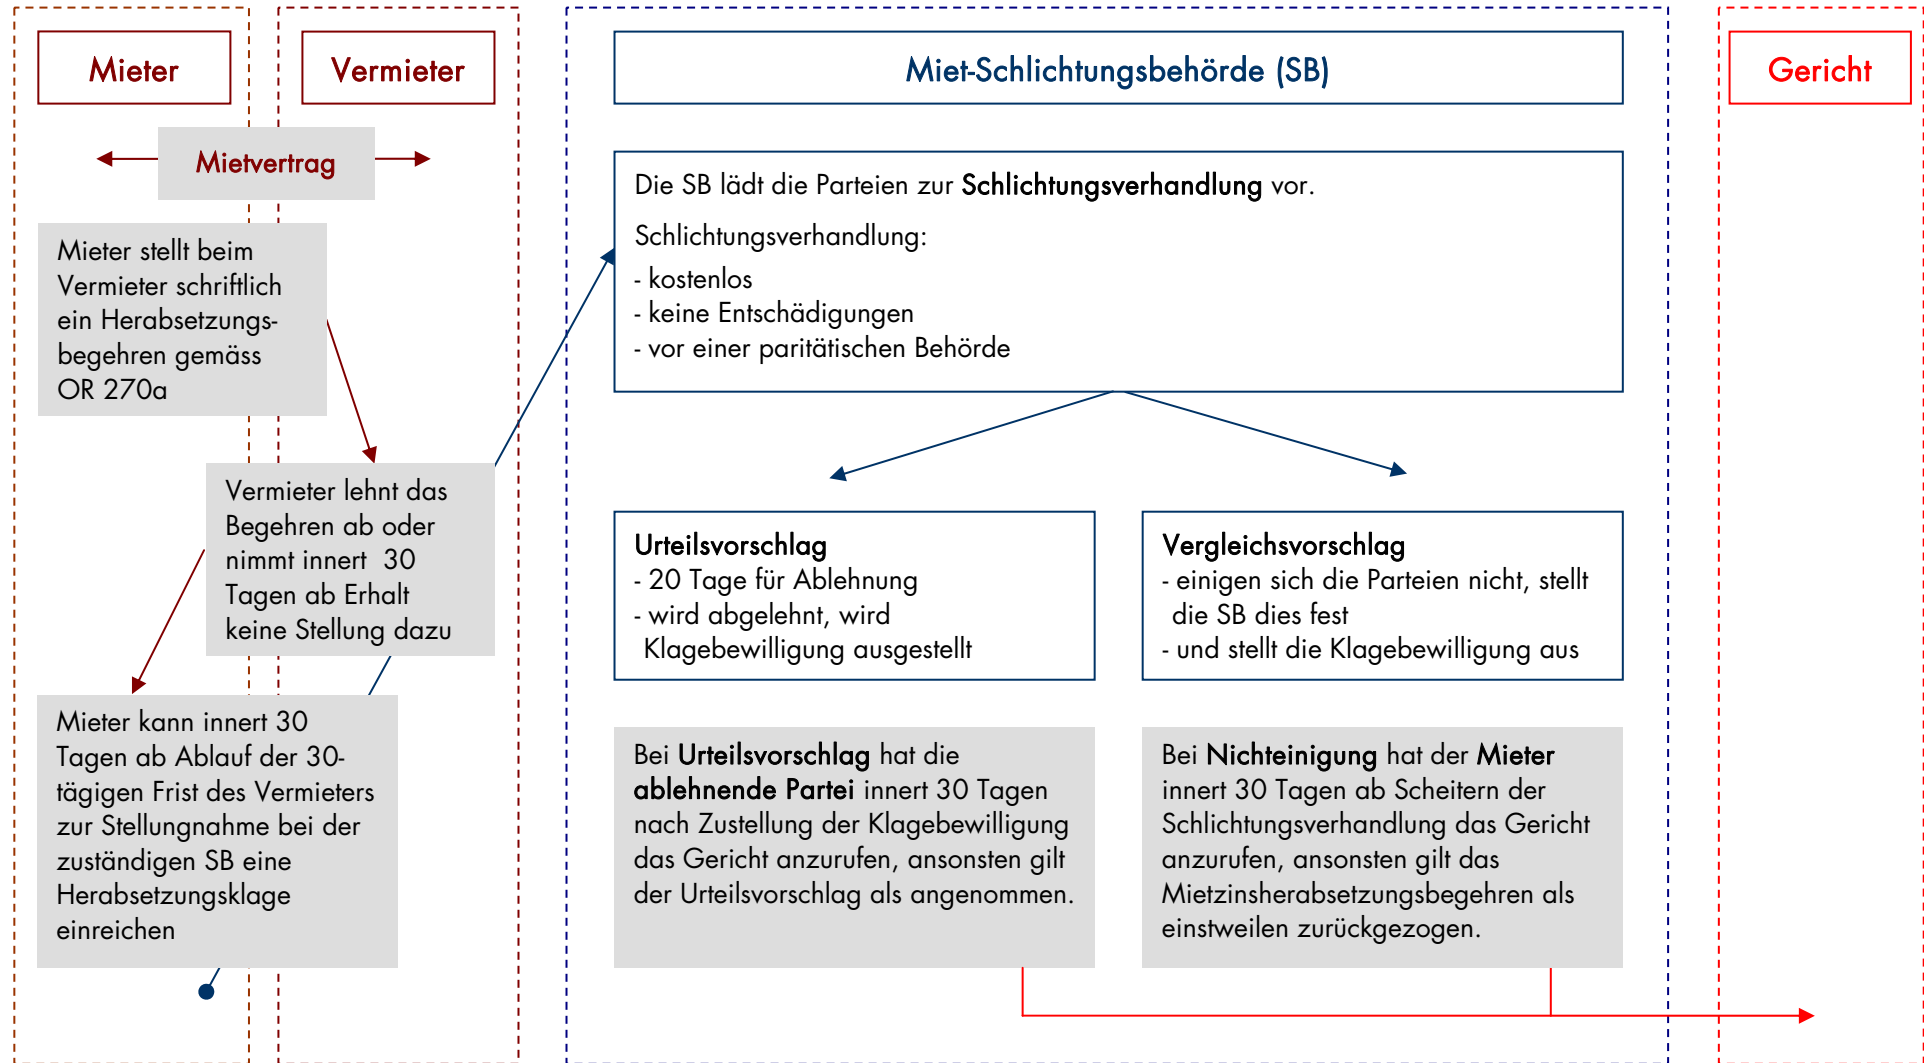 Mieter
Vermieter
Miet-Schlichtungsbehörde (SB)
Gericht
Mietvertrag
Mieter stellt beim
Vermieter schriftlich
ein Herabsetzungs-
begehren gemäss
OR 270a
Vermieter lehnt das
Begehren ab oder
nimmt innert 30
Tagen ab Erhalt
keine Stellung dazu
Mieter kann innert 30
Tagen ab Ablauf der 30-
tägigen Frist des Vermieters
zur Stellungnahme bei der
zuständigen SB eine
Herabsetzungsklage
einreichen
Die SB lädt die Parteien zur Schlichtungsverhandlung vor.
Schlichtungsverhandlung:
- kostenlos
- keine Entschädigungen
- vor einer paritätischen Behörde
Urteilsvorschlag
- 20 Tage für Ablehnung
- wird abgelehnt, wird
Klagebewilligung ausgestellt
Vergleichsvorschlag
- einigen sich die Parteien nicht, stellt
die SB dies fest
- und stellt die Klagebewilligung aus
Bei Urteilsvorschlag hat die
ablehnende Partei innert 30 Tagen
nach Zustellung der Klagebewilligung
das Gericht anzurufen, ansonsten gilt
der Urteilsvorschlag als angenommen.
Bei Nichteinigung hat der Mieter
innert 30 Tagen ab Scheitern der
Schlichtungsverhandlung das Gericht
anzurufen, ansonsten gilt das
Mietzinsherabsetzungsbegehren als
einstweilen zurückgezogen.